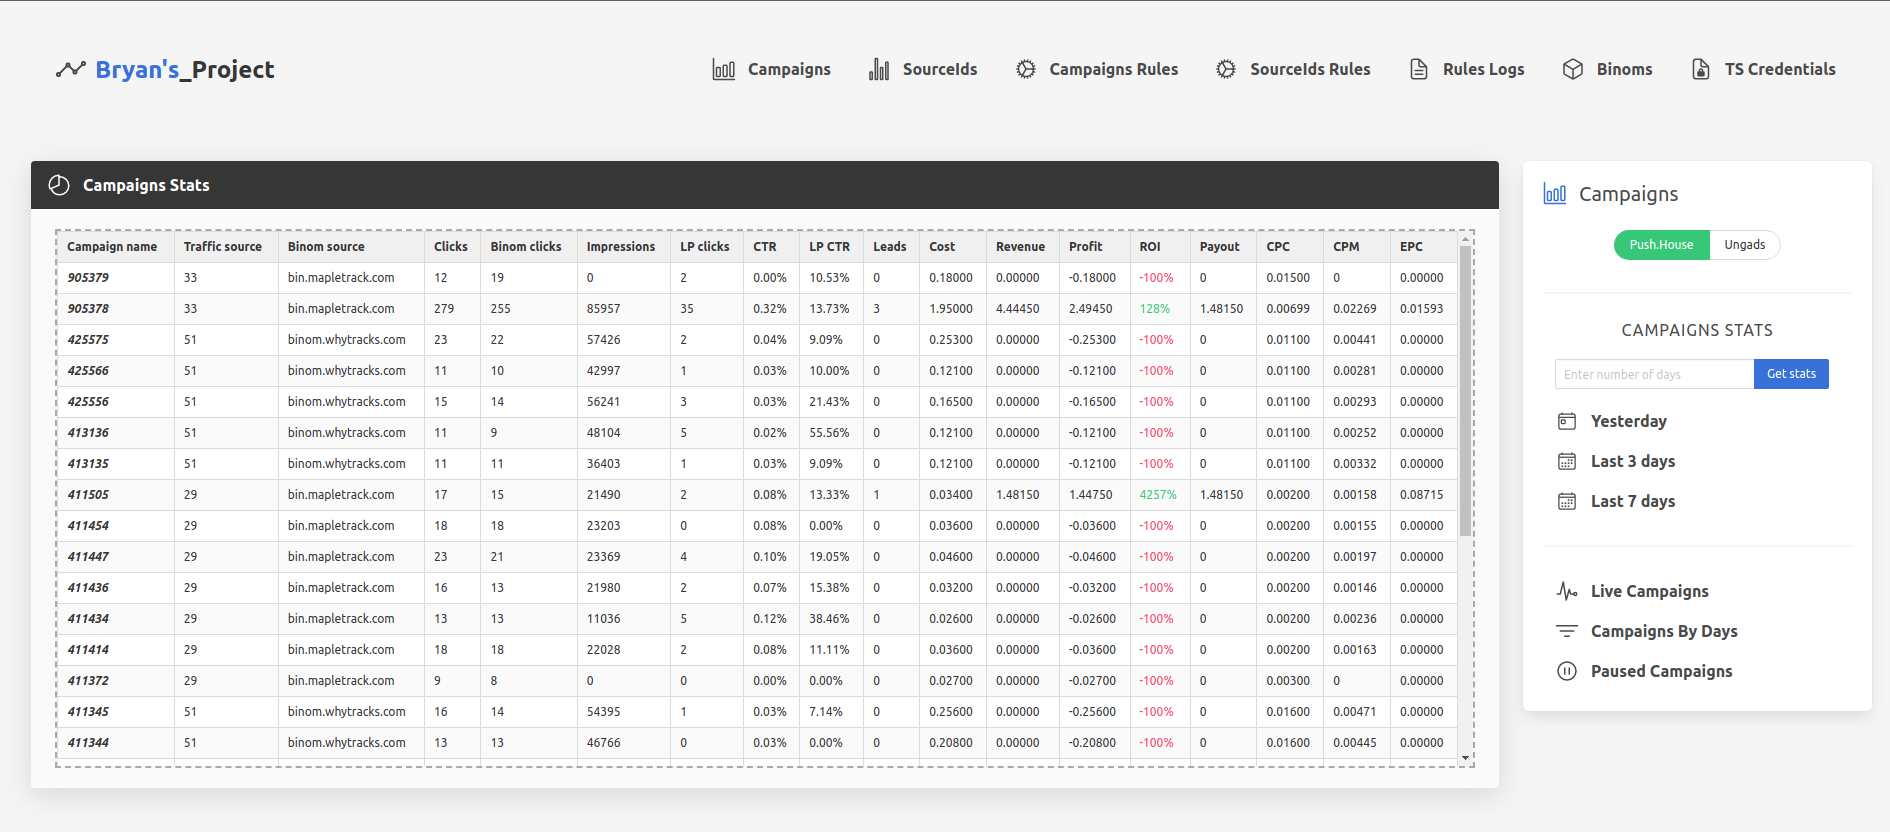 Bryan's_Project
Campaigns SourceIds Campaigns Rules SourceIds Rules Rules Logs Binoms TS Credentials
Campaigns Stats
Campaign name Traffic source Binom source Clicks Binom clicks Impressions LP clicks CTR LP CTR Leads Cost Revenue Profit ROI Payout CPC CPM EPC
905379 33 bin.mapletrack.com 12 19 0 2 0.00% 10.53% 0 0.18000 0.00000 -0.18000 -100% 0 0.01500 0 0.00000
905378 33 bin.mapletrack.com 279 255 85957 35 0.32% 13.73% 3 1.95000 4.44450 2.49450 128% 1.48150 0.00699 0.02269 0.01593
425575 51 binom.whytracks.com 23 22 57426 2 0.04% 9.09% 0 0.25300 0.00000 -0.25300 -100% 0 0.01100 0.00441 0.00000
425566 51 binom.whytracks.com 11 10 42997 1 0.03% 10.00% 0 0.12100 0.00000 -0.12100 -100% 0 0.01100 0.00281 0.00000
425556 51 binom.whytracks.com 15 14 56241 3 0.03% 21.43% 0 0.16500 0.00000 -0.16500 -100% 0 0.01100 0.00293 0.00000
413136 51 binom.whytracks.com 11 9 48104 5 0.02% 55.56% 0 0.12100 0.00000 -0.12100 -100% 0 0.01100 0.00252 0.00000
413135 51 binom.whytracks.com 11 11 36403 1 0.03% 9.09% 0 0.12100 0.00000 -0.12100 -100% 0 0.01100 0.00332 0.00000
411505 29 bin.mapletrack.com 17 15 21490 2 0.08% 13.33% 1 0.03400 1.48150 1.44750 4257% 1.48150 0.00200 0.00158 0.08715
411454 29 bin.mapletrack.com 18 18 23203 0 0.08% 0.00% 0 0.03600 0.00000 -0.03600 -100% 0 0.00200 0.00155 0.00000
411447 29 bin.mapletrack.com 23 21 23369 4 0.10% 19.05% 0 0.04600 0.00000 -0.04600 -100% 0 0.00200 0.00197 0.00000
411436 29 bin.mapletrack.com 16 13 21980 2 0.07% 15.38% 0 0.03200 0.00000 -0.03200 -100% 0 0.00200 0.00146 0.00000
411434 29 bin.mapletrack.com 13 13 11036 5 0.12% 38.46% 0 0.02600 0.00000 -0.02600 -100% 0 0.00200 0.00236 0.00000
411414 29 bin.mapletrack.com 18 18 22028 2 0.08% 11.11% 0 0.03600 0.00000 -0.03600 -100% 0 0.00200 0.00163 0.00000
411372 29 bin.mapletrack.com 9 8 0 0 0.00% 0.00% 0 0.02700 0.00000 -0.02700 -100% 0 0.00300 0 0.00000
411345 51 binom.whytracks.com 16 14 54395 1 0.03% 7.14% 0 0.25600 0.00000 -0.25600 -100% 0 0.01600 0.00471 0.00000
411344 51 binom.whytracks.com 13 13 46766 0 0.03% 0.00% 0 0.20800 0.00000 -0.20800 -100% 0 0.01600 0.00445 0.00000
Campaigns
Push.House Ungads
CAMPAIGNS STATS
Enter number of days Get stats
Yesterday
Last 3 days
Last 7 days
Live Campaigns
Campaigns By Days
Paused Campaigns